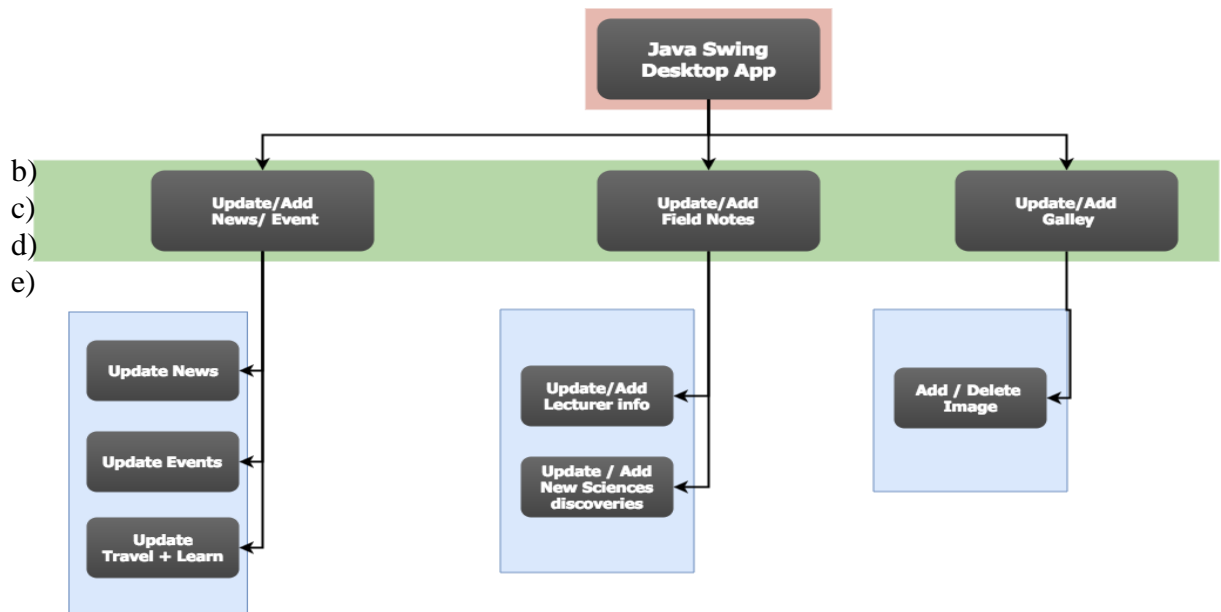 Java Swing
Desktop App
b)
c)
d)
e)
Update/Add
News/ Event
Update/Add
Field Notes
Update/Add
Galley
Update News
Update Events
Update
Travel + Learn
Update/Add
Lecturer info
Update / Add
New Sciences
discoveries
Add / Delete
Image